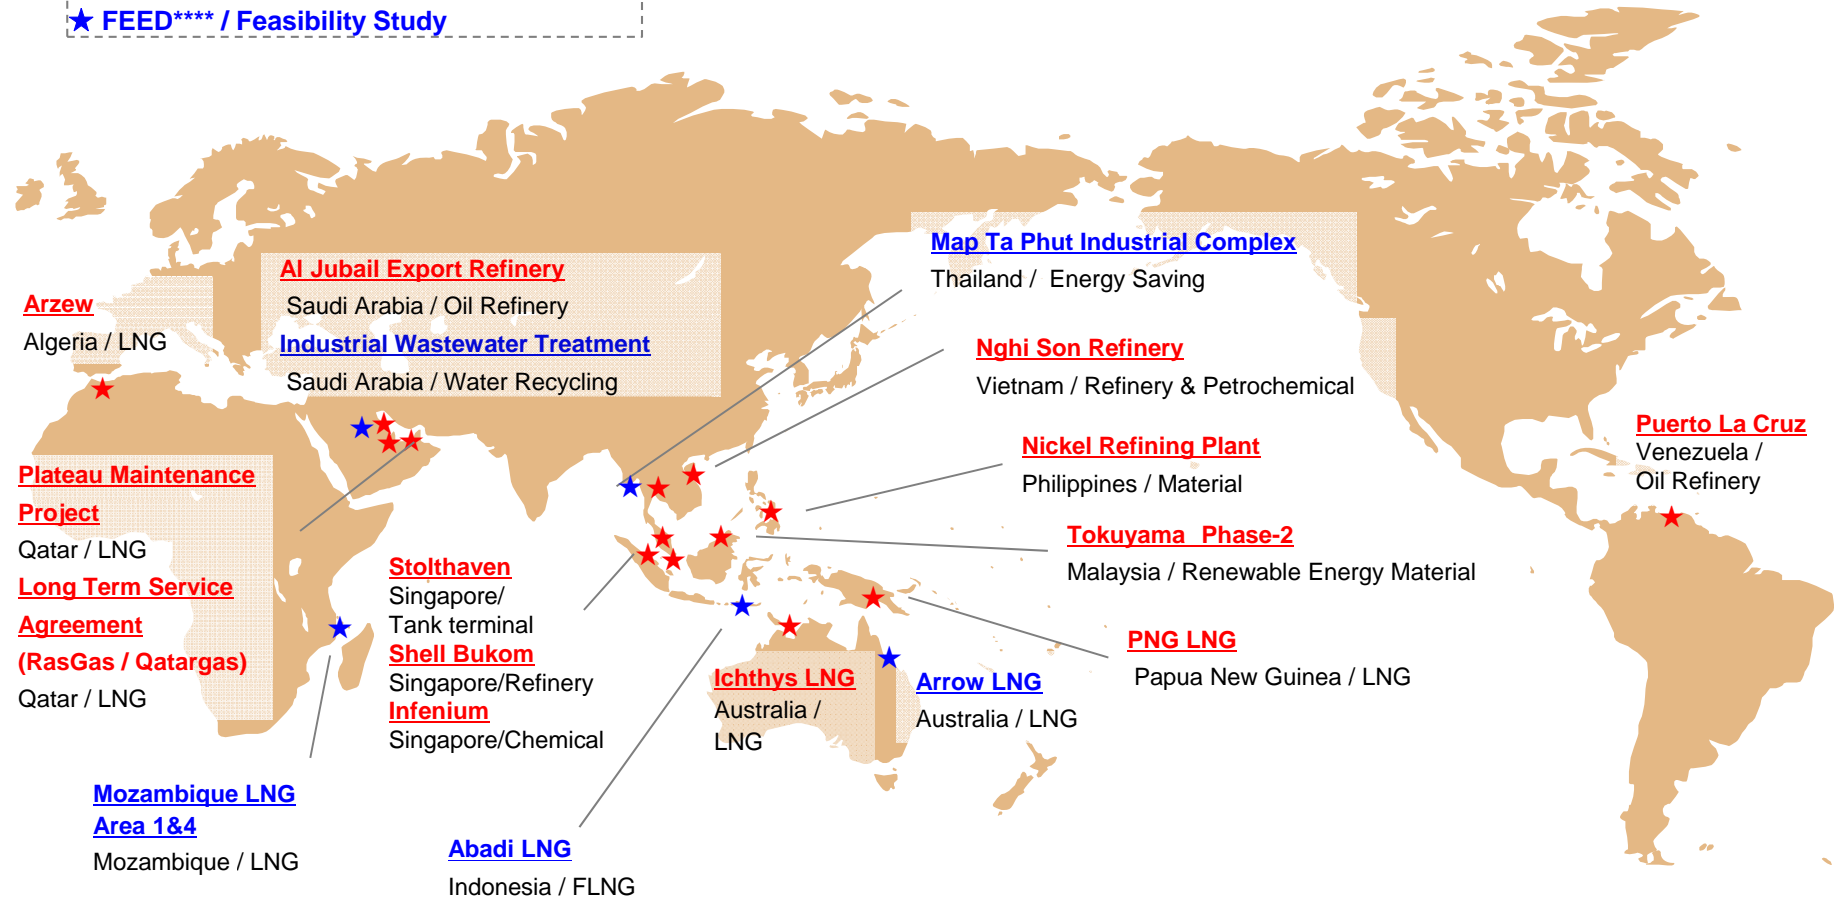 ★ FEED**** / Feasibility Study
Map Ta Phut Industrial Complex
Thailand / Energy Saving
Al Jubail Export Refinery
Saudi Arabia / Oil Refinery
Industrial Wastewater Treatment
Saudi Arabia / Water Recycling
Arzew
Algeria / LNG
Nghi Son Refinery
Vietnam / Refinery & Petrochemical
Puerto La Cruz
Venezuela /
Oil Refinery
Nickel Refining Plant
Philippines / Material
Plateau Maintenance
Project
Qatar / LNG
Long Term Service
Agreement
(RasGas / Qatargas)
Qatar / LNG
Tokuyama Phase-2
Malaysia / Renewable Energy Material
Stolthaven
Singapore/
Tank terminal
Shell Bukom
Singapore/Refinery
Infenium
Singapore/Chemical
PNG LNG
Papua New Guinea / LNG
Ichthys LNG
Australia /
LNG
Arrow LNG
Australia / LNG
Mozambique LNG
Area 1&4
Mozambique / LNG
Abadi LNG
Indonesia / FLNG